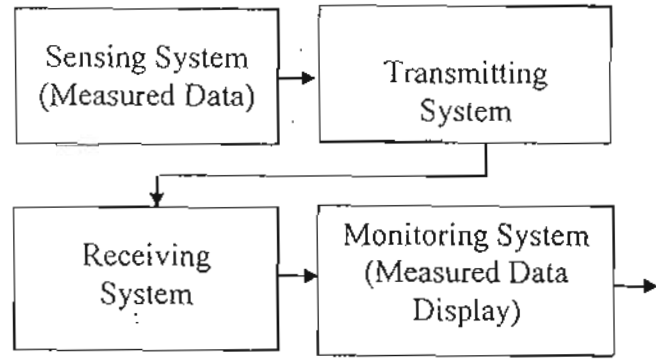 Sensing System
(Measured Data)
Transmitting
System
Receiving
System
Monitoring System
(Measured Data
Display)